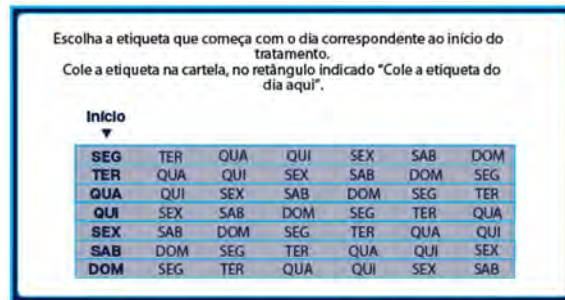 Escolha a etiqueta que começa com o dia correspondente ao início do
tratamento.
Cole a etiqueta na cartela, no retângulo indicado "Cole a etiqueta do
dia aqui".
Início
▼
SEG TER QUA QUI SEX SAB DOM
TER QUA QUI SEX SAB DOM SEG
QUA QUI SEX SAB DOM SEG TER
QUI SEX SAB DOM SEG TER QUA
SEX SAB DOM SEG TER QUA QUI
SAB DOM SEG TER QUA QUI SEX
DOM SEG TER QUA QUI SEX SAB